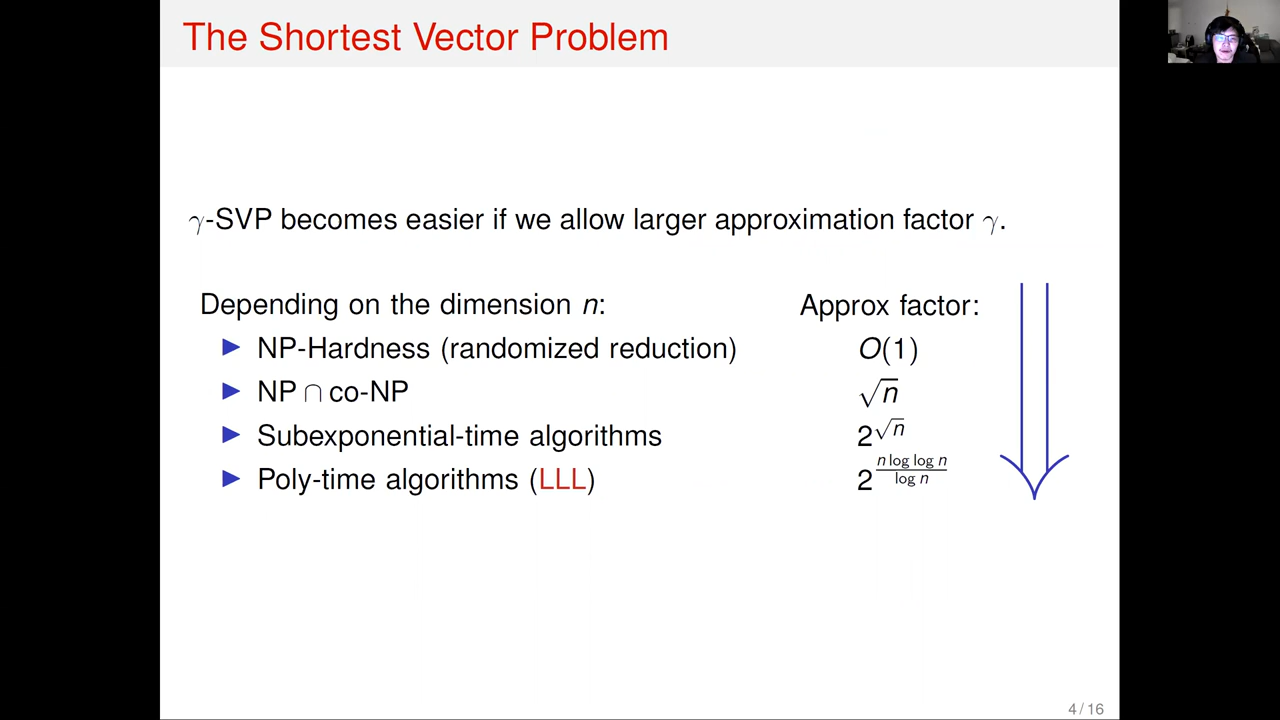 The Shortest Vector Problem
γ-SVP becomes easier if we allow larger approximation factor γ.
Depending on the dimension n: Approx factor:
▶ NP-Hardness (randomized reduction) O(1)
▶ NP ∩ co-NP √n
▶ Subexponential-time algorithms 2^√n
▶ Poly-time algorithms (LLL) 2^(n log log n / log n)
4 / 16